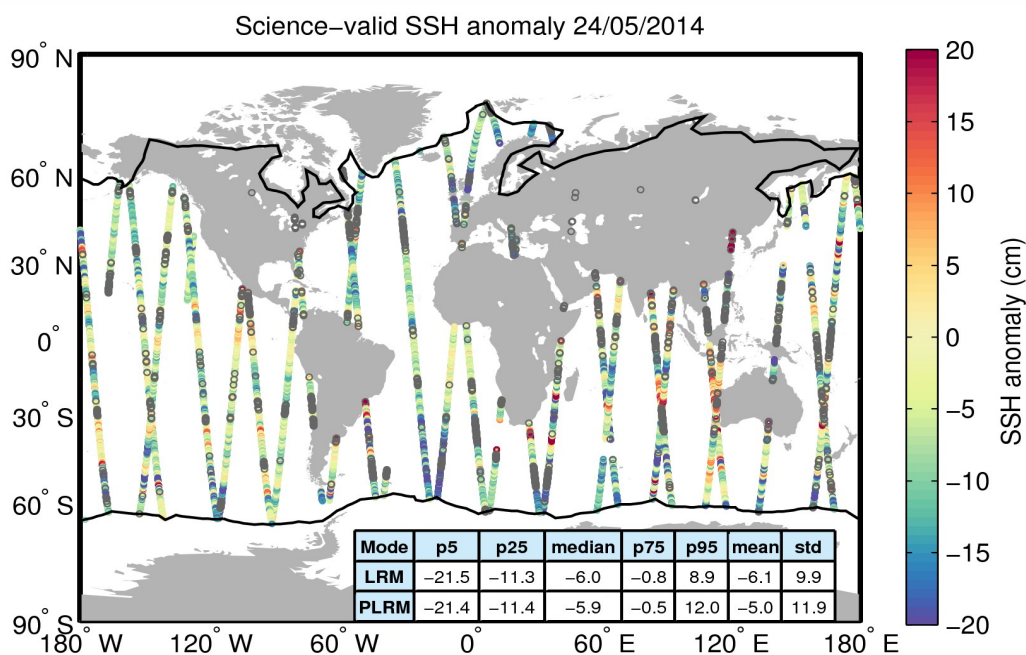 Science−valid SSH anomaly 24/05/2014
90° N
60° N
30° N
0°
30° S
60° S
90° S
180° W
120° W
60° W
0°
60° E
120° E
180° E
Mode p5 p25 median p75 p95 mean std
LRM −21.5 −11.3 −6.0 −0.8 8.9 −6.1 9.9
PLRM −21.4 −11.4 −5.9 −0.5 12.0 −5.0 11.9
20
15
10
5
0
−5
−10
−15
−20
SSH anomaly (cm)